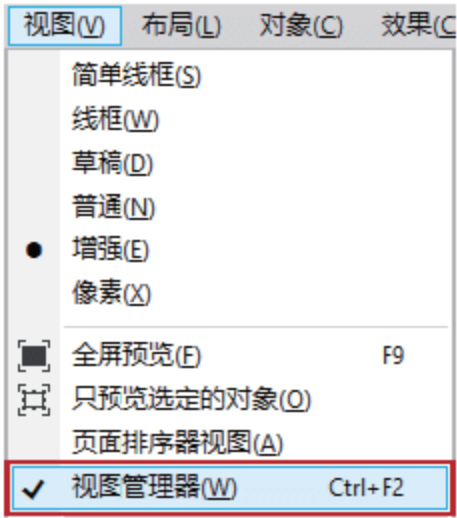 视图(V) 布局(L) 对象(C) 效果(C
简单线框(S)
线框(W)
草稿(D)
普通(N)
增强(E)
像素(X)
全屏预览(F) F9
只预览选定的对象(O)
页面排序器视图(A)
视图管理器(W) Ctrl+F2